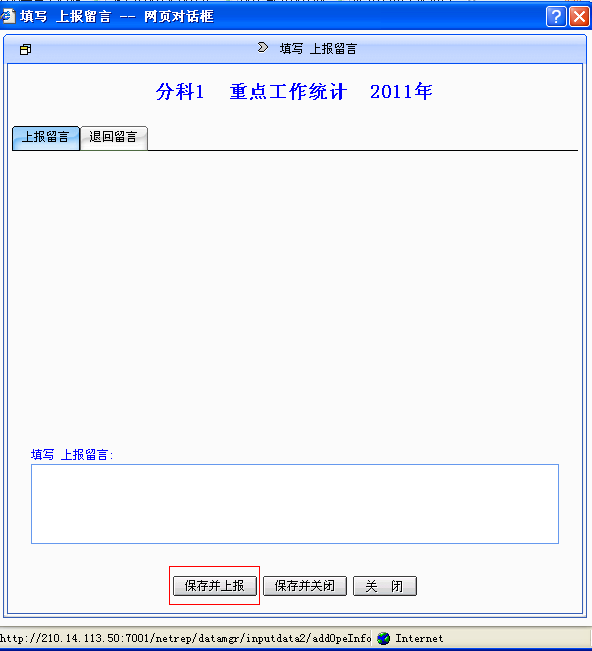 填写 上报留言 -- 网页对话框
填写 上报留言
分科1 重点工作统计 2011年
上报留言 退回留言
填写 上报留言:
保存并上报 保存并关闭 关 闭
http://210.14.113.50:7001/netrep/datamgr/inputdata2/addOpeInfo Internet